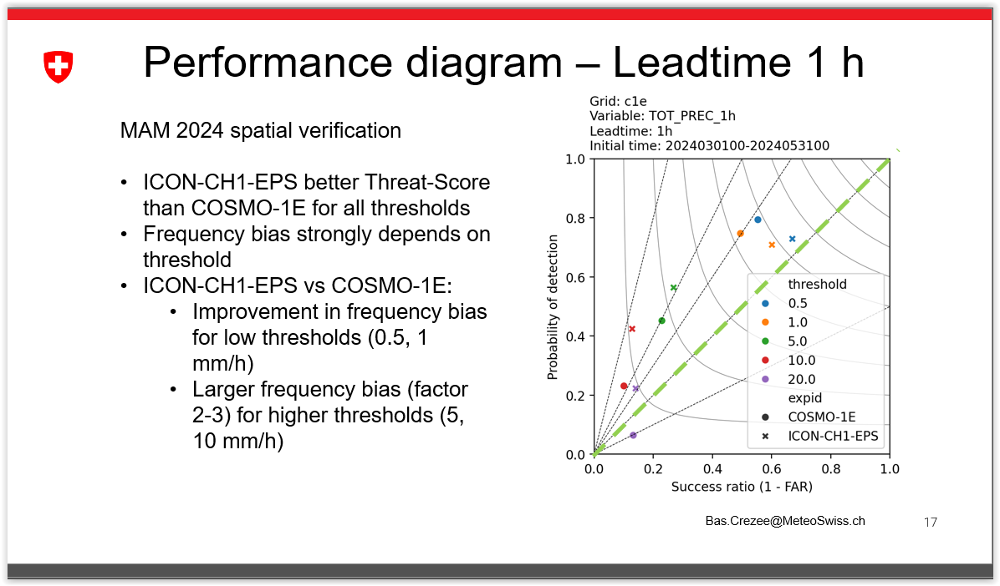 Performance diagram – Leadtime 1 h
MAM 2024 spatial verification
• ICON-CH1-EPS better Threat-Score
than COSMO-1E for all thresholds
• Frequency bias strongly depends on
threshold
• ICON-CH1-EPS vs COSMO-1E:
• Improvement in frequency bias
for low thresholds (0.5, 1
mm/h)
• Larger frequency bias (factor
2-3) for higher thresholds (5,
10 mm/h)
Grid: c1e
Variable: TOT_PREC_1h
Leadtime: 1h
Initial time: 2024030100-2024053100
1.0
0.8
0.6
0.4
0.2
0.0
Probability of detection
threshold
0.5
1.0
5.0
10.0
20.0
expid
COSMO-1E
ICON-CH1-EPS
0.0 0.2 0.4 0.6 0.8 1.0
Success ratio (1 - FAR)
Bas.Crezee@MeteoSwiss.ch
17